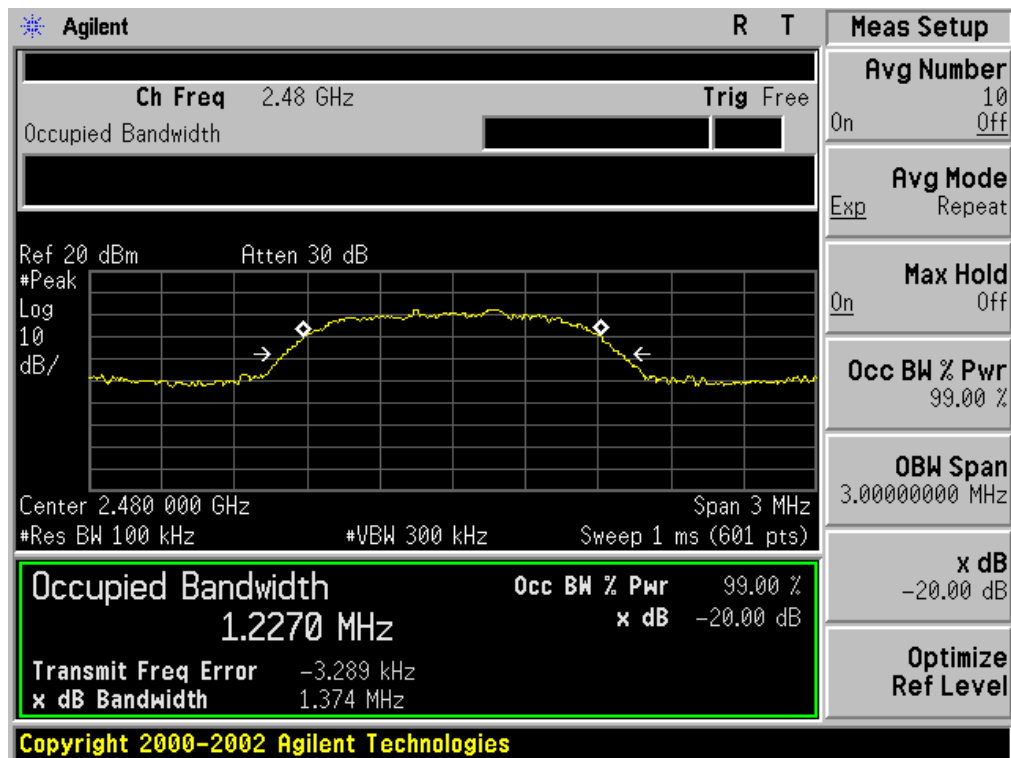 Agilent R T
Ch Freq 2.48 GHz Trig Free
Occupied Bandwidth
Ref 20 dBm Atten 30 dB
#Peak
Log
10
dB/
Center 2.480 000 GHz Span 3 MHz
#Res BW 100 kHz #VBW 300 kHz Sweep 1 ms (601 pts)
Occupied Bandwidth Occ BW % Pwr 99.00 %
1.2270 MHz x dB -20.00 dB
Transmit Freq Error -3.289 kHz
x dB Bandwidth 1.374 MHz
Copyright 2000-2002 Agilent Technologies
Meas Setup
Avg Number
10
On Off
Avg Mode
Exp Repeat
Max Hold
On Off
Occ BW % Pwr
99.00 %
OBW Span
3.00000000 MHz
x dB
-20.00 dB
Optimize
Ref Level